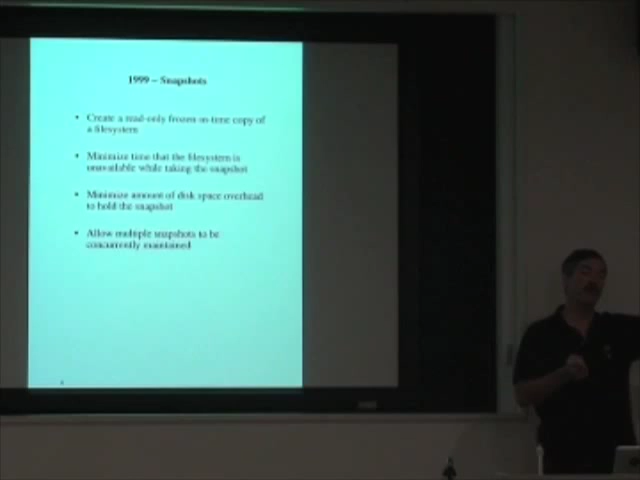 1999 – Snapshots
• Create a read-only frozen-in-time copy of
a filesystem
• Minimize time that the filesystem is
unavailable while taking the snapshot
• Minimize amount of disk space overhead
to hold the snapshot
• Allow multiple snapshots to be
concurrently maintained